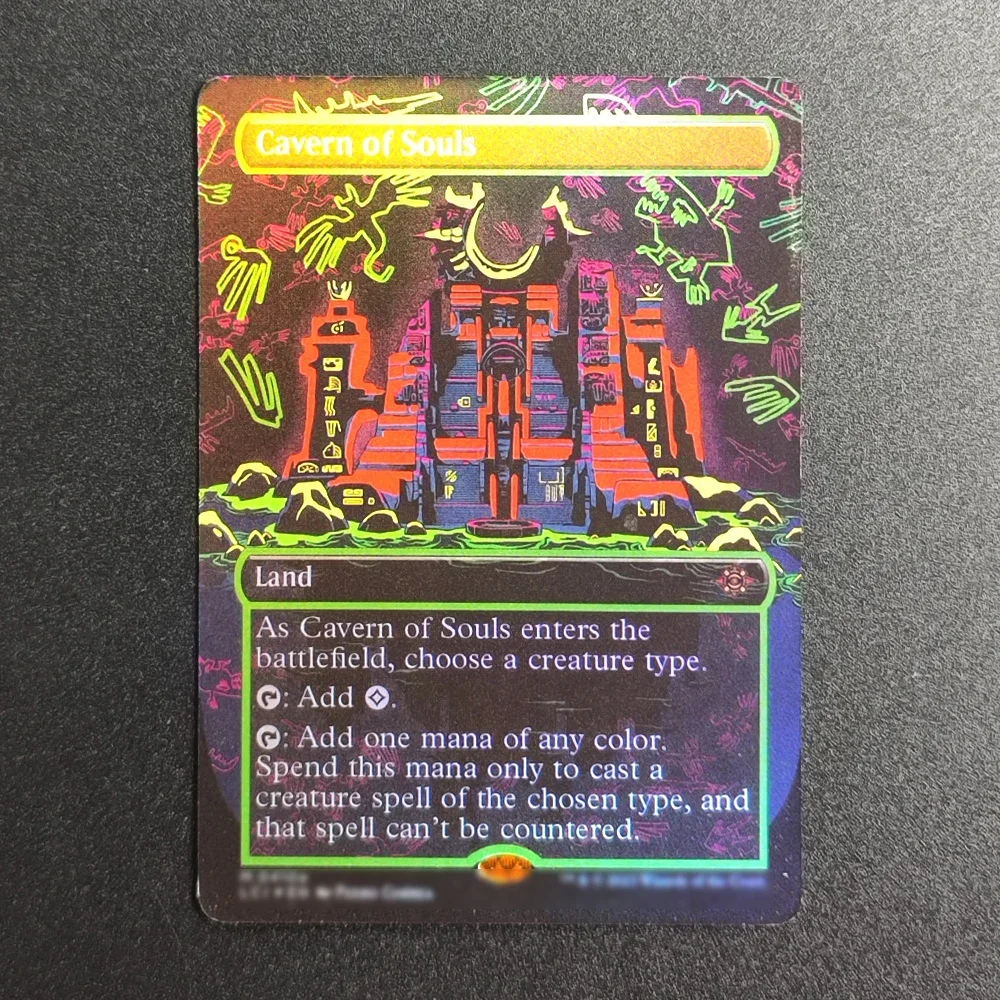 Cavern of Souls
Land
As Cavern of Souls enters the
battlefield, choose a creature type.
: Add .
: Add one mana of any color.
Spend this mana only to cast a
creature spell of the chosen type, and
that spell can't be countered.